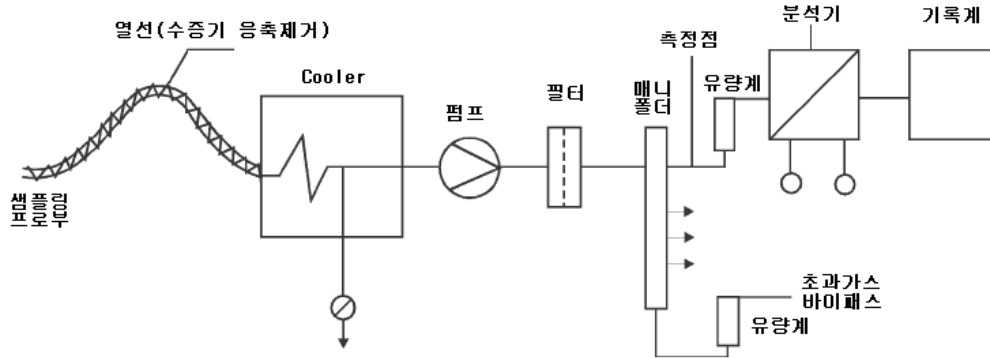 열선(수증기 응축제거)
Cooler
펌프
필터
매니
폴더
측정점
유량계
분석기
기록계
샘플링
프로부
초과가스
바이패스
유량계